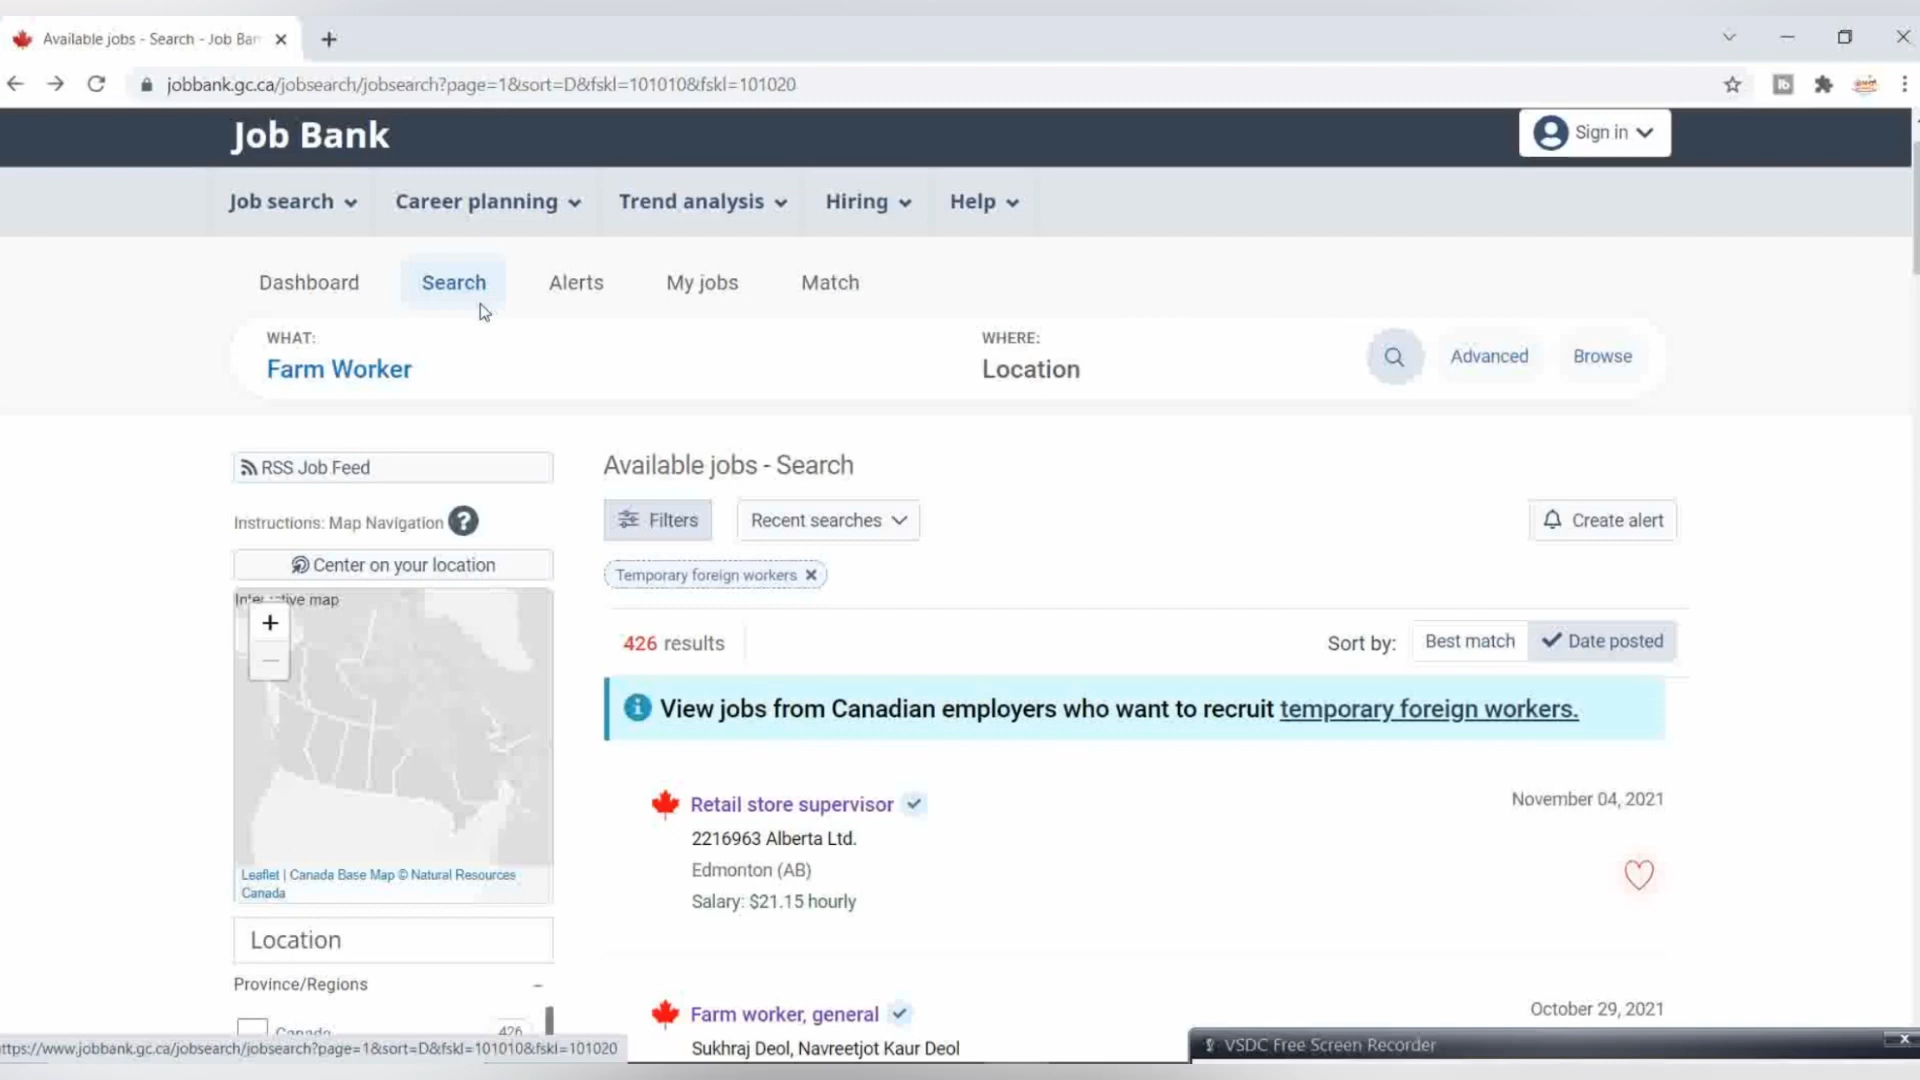 Available jobs - Search - Job Ban
jobbank.gc.ca/jobsearch/jobsearch?page=1&sort=D&fskl=101010&fskl=101020
Job Bank
Sign in
Job search
Career planning
Trend analysis
Hiring
Help
Dashboard
Search
Alerts
My jobs
Match
WHAT:
Farm Worker
WHERE:
Location
Advanced
Browse
RSS Job Feed
Instructions: Map Navigation ?
Center on your location
Interactive map
+
Leaflet | Canada Base Map © Natural Resources
Canada
Location
Province/Regions
Canada 426
Available jobs - Search
Filters
Recent searches
Create alert
Temporary foreign workers
426 results
Sort by:
Best match
Date posted
View jobs from Canadian employers who want to recruit temporary foreign workers.
Retail store supervisor
November 04, 2021
2216963 Alberta Ltd.
Edmonton (AB)
Salary: $21.15 hourly
Farm worker, general
October 29, 2021
Sukhraj Deol, Navreetjot Kaur Deol
ttps://www.jobbank.gc.ca/jobsearch/jobsearch?page=1&sort=D&fskl=101010&fskl=101020
VSDC Free Screen Recorder